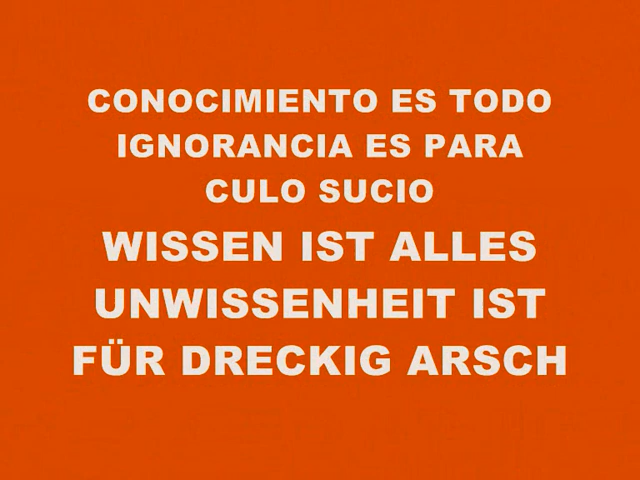 CONOCIMIENTO ES TODO
IGNORANCIA ES PARA
CULO SUCIO
WISSEN IST ALLES
UNWISSENHEIT IST
FÜR DRECKIG ARSCH